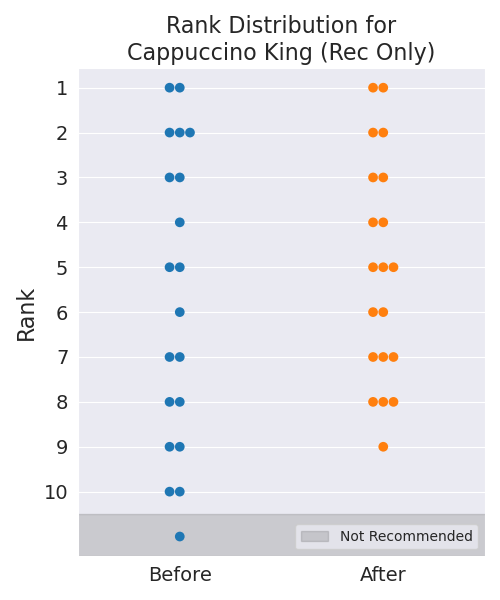 Rank Distribution for
Cappuccino King (Rec Only)
Rank
1
2
3
4
5
6
7
8
9
10
Not Recommended
Before After